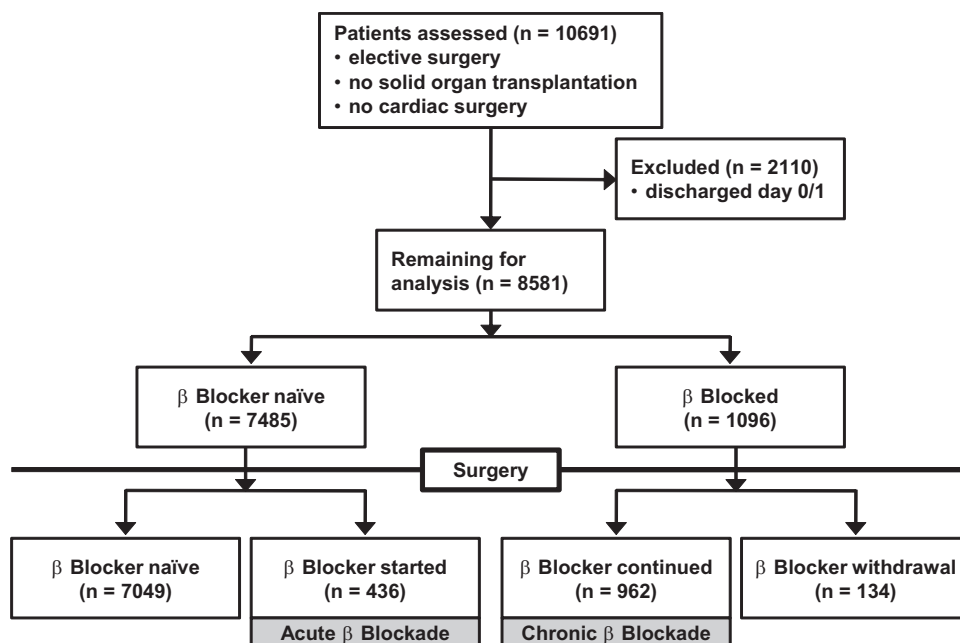 Patients assessed (n = 10691)
• elective surgery
• no solid organ transplantation
• no cardiac surgery
Excluded (n = 2110)
• discharged day 0/1
Remaining for
analysis (n = 8581)
β Blocker naïve
(n = 7485)
β Blocked
(n = 1096)
Surgery
β Blocker naïve
(n = 7049)
β Blocker started
(n = 436)
Acute β Blockade
β Blocker continued
(n = 962)
Chronic β Blockade
β Blocker withdrawal
(n = 134)